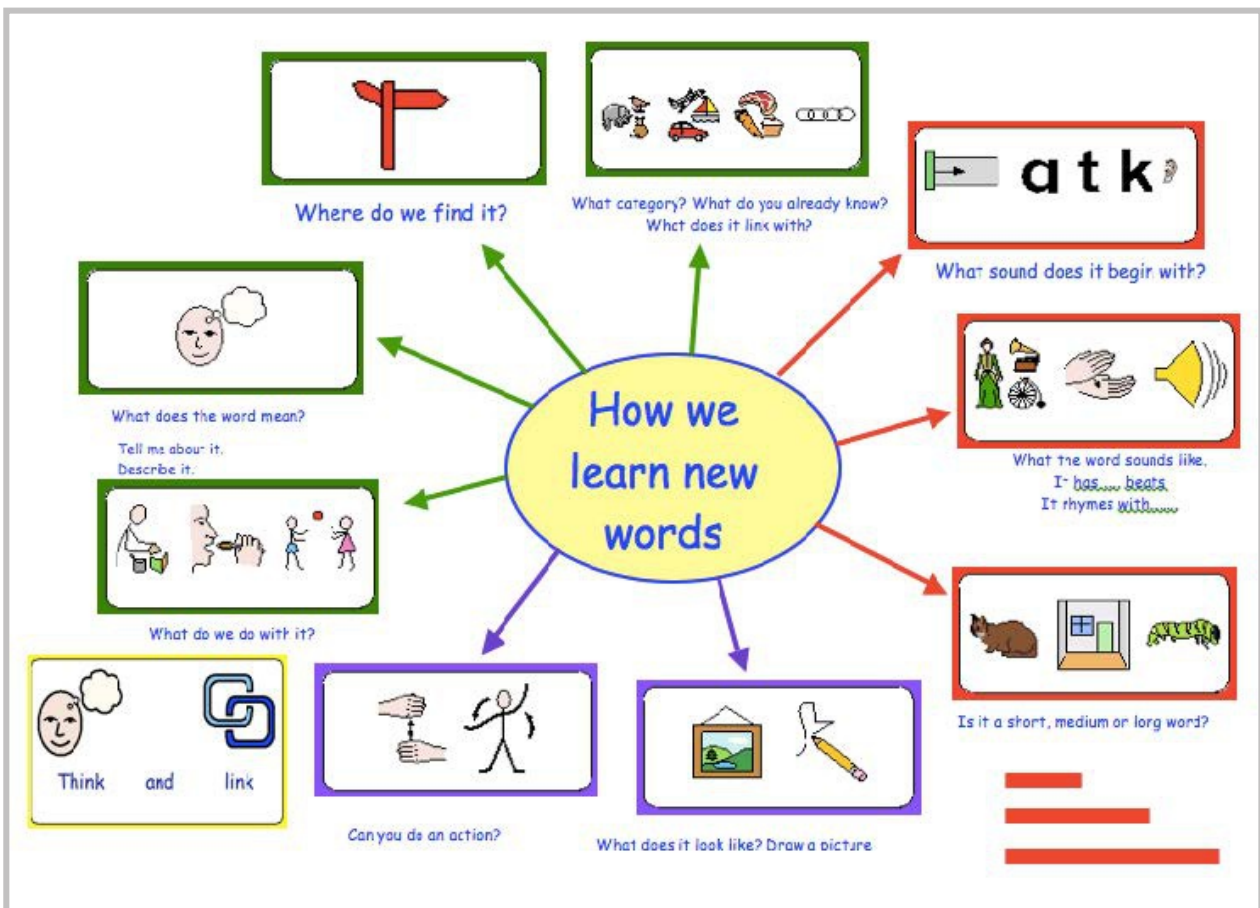 Where do we find it?
What category? What do you already know?
What does it link with?
a t k
What sound does it begin with?
What does the word mean?
Tell me about it.
Describe it.
How we
learn new
words
What the word sounds like.
It has..... beats
It rhymes with......
What do we do with it?
Think and link
Can you do an action?
What does it look like? Draw a picture
Is it a short, medium or long word?